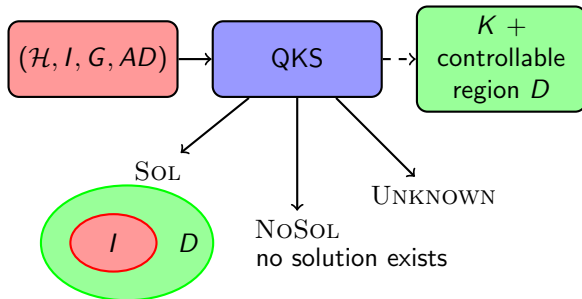 (ℋ, I, G, AD)
QKS
K +
controllable
region D
SOL
UNKNOWN
NOSOL
no solution exists
I
D